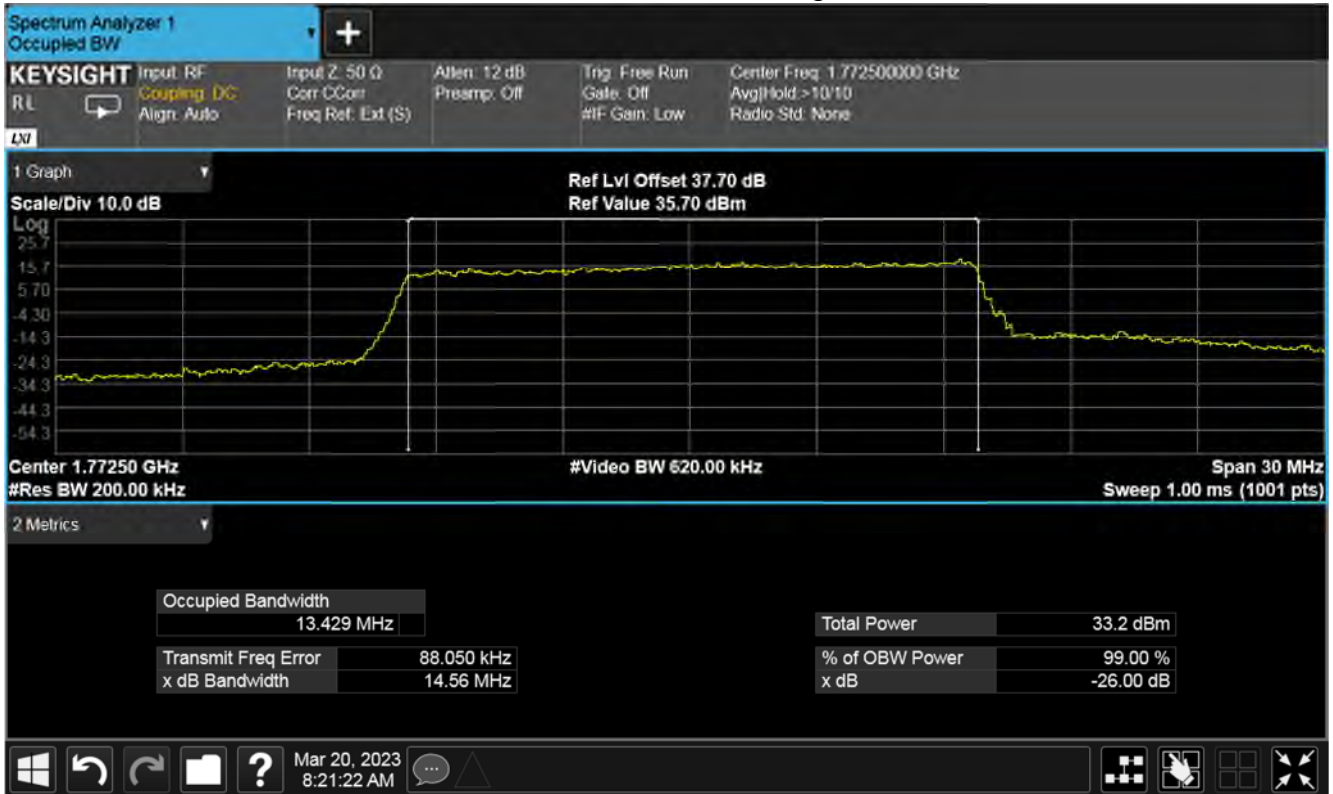 Spectrum Analyzer 1
Occupied BW
+
KEYSIGHT Input: RF Input Z: 50 Ω Atten: 12 dB Trig: Free Run Center Freq: 1.772500000 GHz
RL Coupling: DC Corr CCorr Preamp: Off Gate: Off Avg|Hold:>10/10
Align: Auto Freq Ref: Ext (S) #IF Gain: Low Radio Std: None
LXI
1 Graph
Ref Lvl Offset 37.70 dB
Scale/Div 10.0 dB Ref Value 35.70 dBm
Log
25.7
15.7
5.70
-4.30
-14.3
-24.3
-34.3
-44.3
-54.3
Center 1.77250 GHz #Video BW 620.00 kHz Span 30 MHz
#Res BW 200.00 kHz Sweep 1.00 ms (1001 pts)
2 Metrics
Occupied Bandwidth
13.429 MHz Total Power 33.2 dBm
Transmit Freq Error 88.050 kHz % of OBW Power 99.00 %
x dB Bandwidth 14.56 MHz x dB -26.00 dB
? Mar 20, 2023
8:21:22 AM